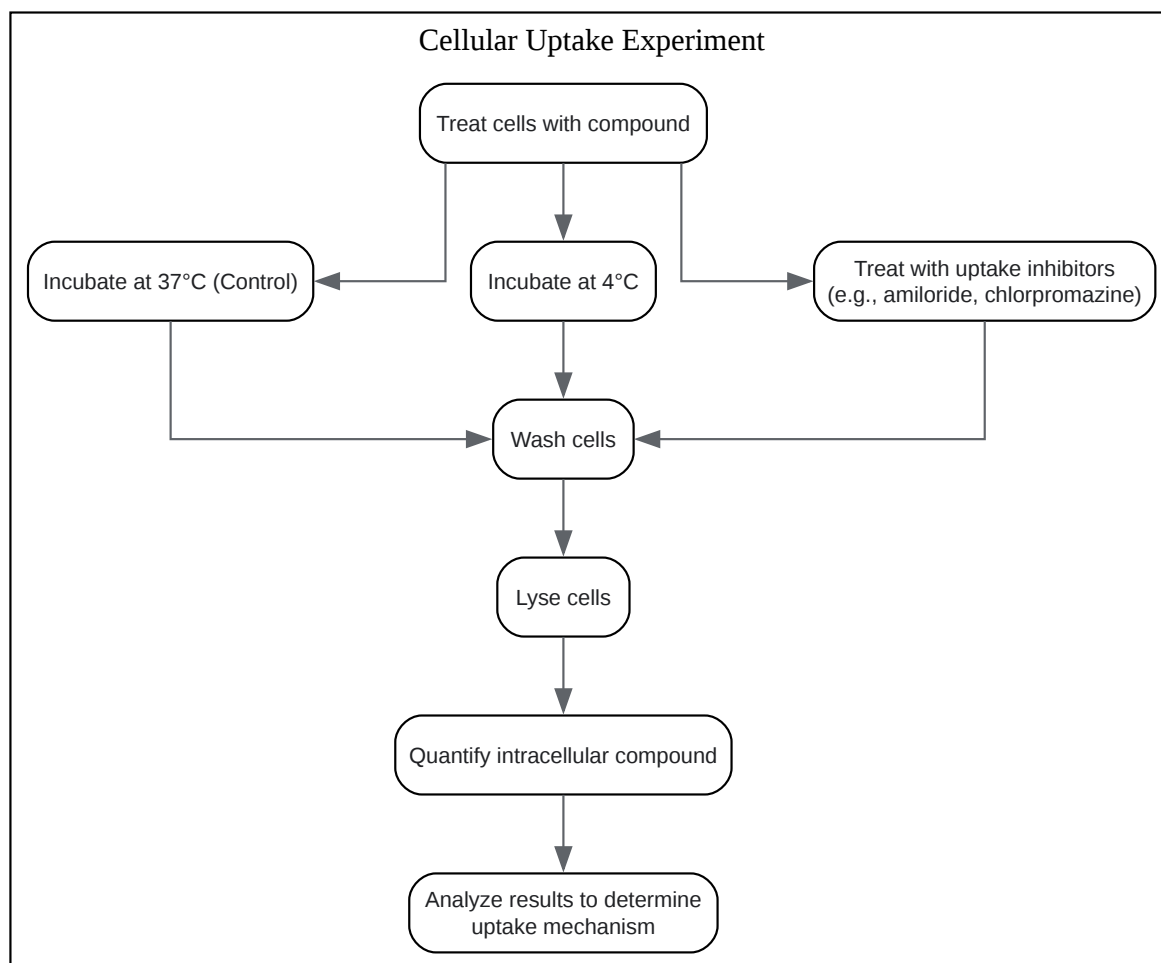 Cellular Uptake Experiment
Treat cells with compound
Incubate at 37°C (Control)
Incubate at 4°C
Treat with uptake inhibitors
(e.g., amiloride, chlorpromazine)
Wash cells
Lyse cells
Quantify intracellular compound
Analyze results to determine
uptake mechanism